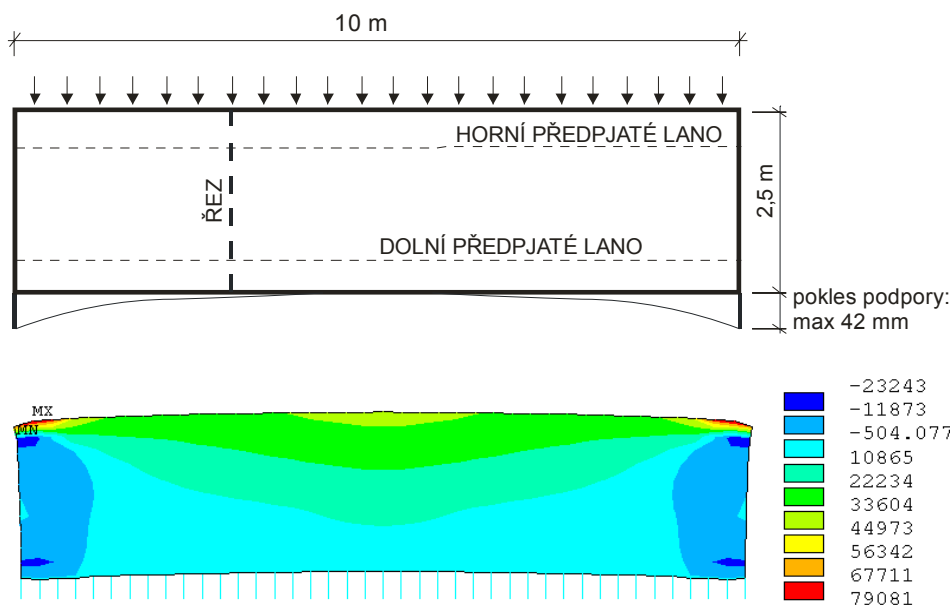 10 m
HORNÍ PŘEDPJATÉ LANO
ŘEZ
2,5 m
DOLNÍ PŘEDPJATÉ LANO
pokles podpory:
max 42 mm
MX
MN
-23243
-11873
-504.077
10865
22234
33604
44973
56342
67711
79081